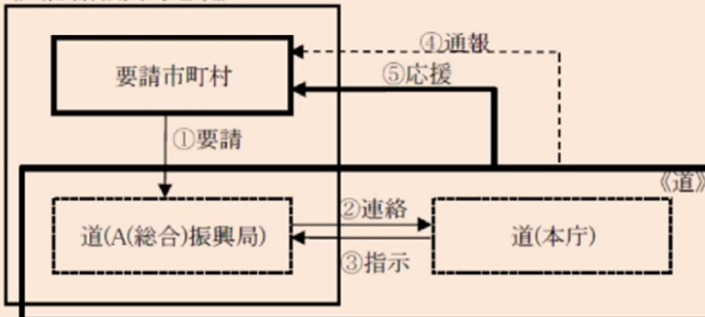 ④通報
要請市町村
⑤応援
①要請
《道》
道(A(総合)振興局)
②連絡
道(本庁)
③指示